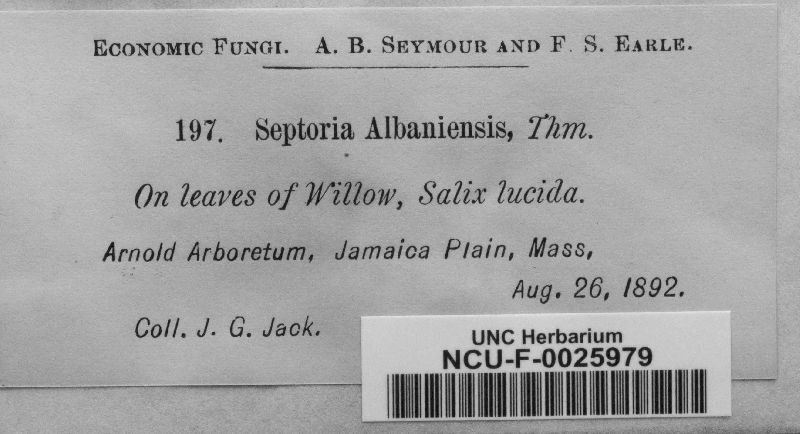 Economic Fungi. A. B. Seymour and F. S. Earle.
197. Septoria Albaniensis, Thm.
On leaves of Willow, Salix lucida.
Arnold Arboretum, Jamaica Plain, Mass,
Aug. 26, 1892.
Coll. J. G. Jack.
UNC Herbarium
NCU-F-0025979